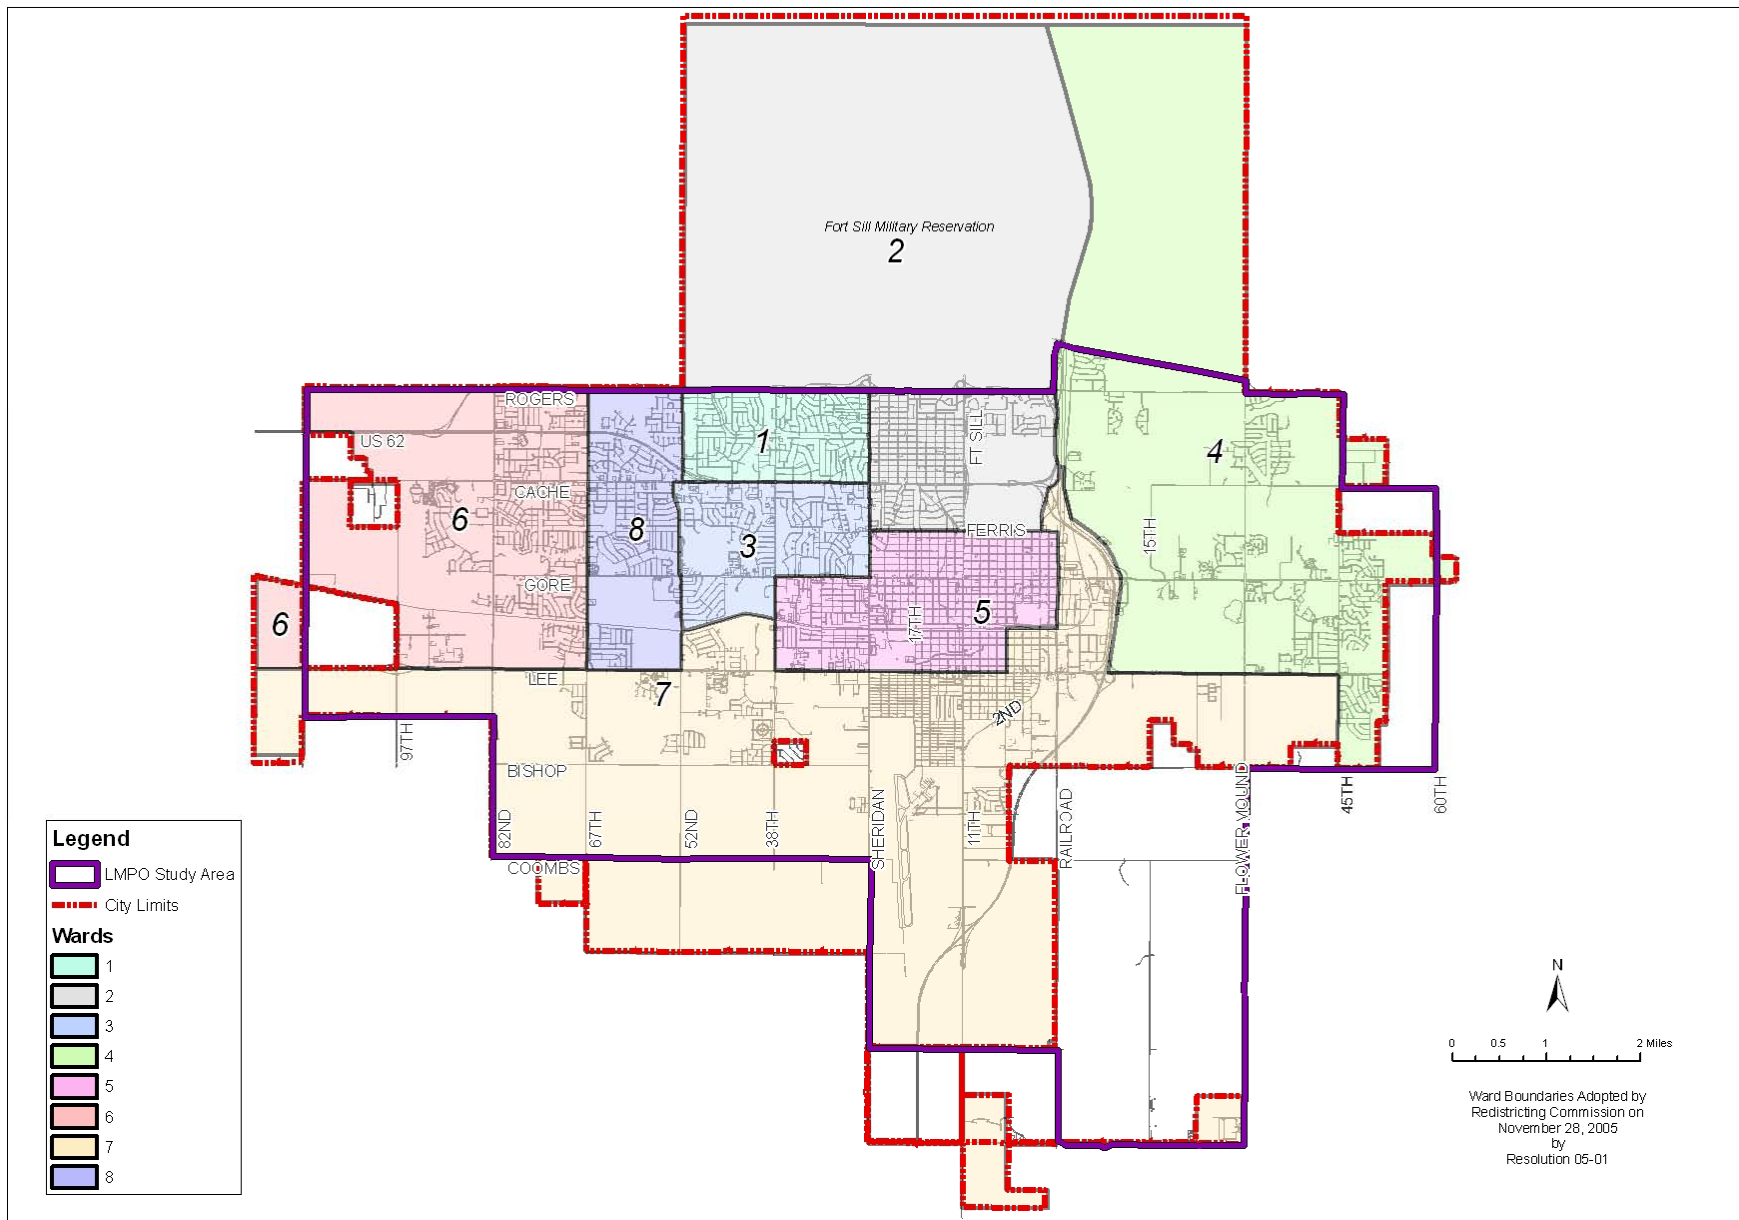 Fort Sill Military Reservation
2
ROGERS
US 62
1
FT SILL
4
CACHE
6
8
3
FERRIS
15TH
GORE
6
17TH
5
LEE
7
2ND
97TH
BISHOP
82ND
67TH
52ND
38TH
SHERIDAN
11TH
RAILROAD
FLOWER MOUND
45TH
60TH
COOMBS
Legend
LMPO Study Area
City Limits
Wards
1
2
3
4
5
6
7
8
N
0 0.5 1 2 Miles
Ward Boundaries Adopted by
Redistricting Commission on
November 28, 2005
by
Resolution 05-01